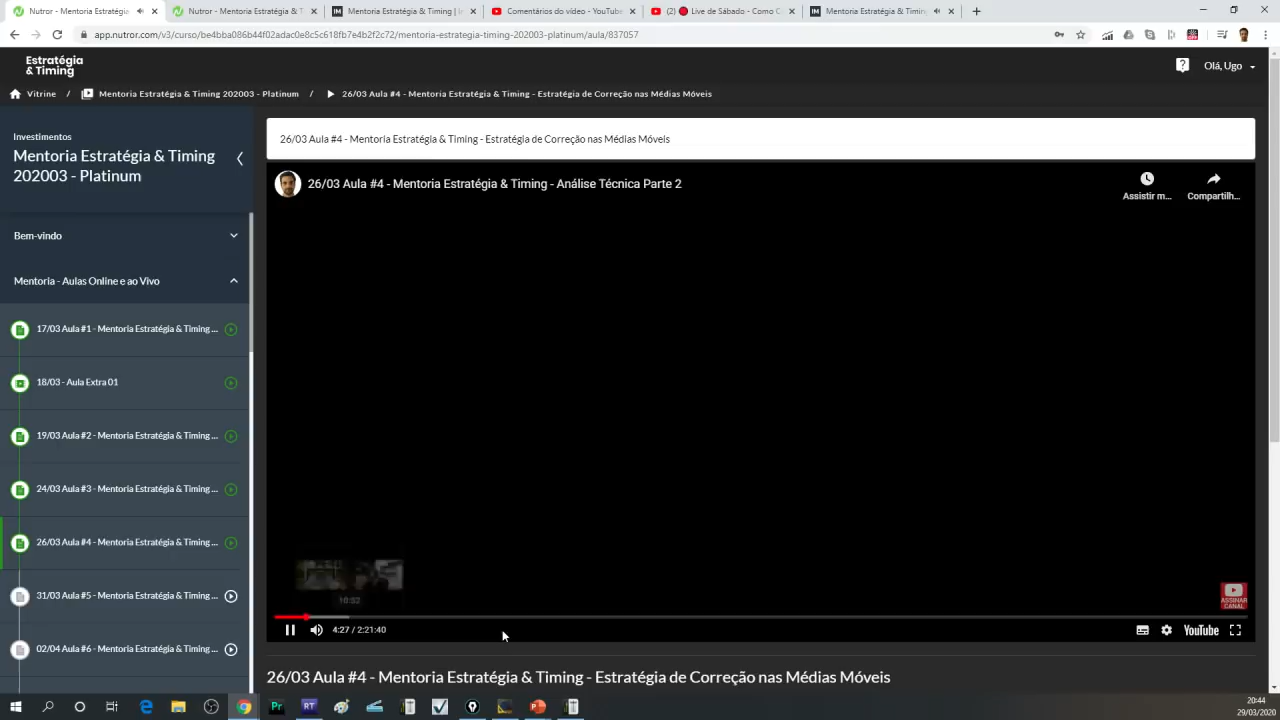 Nutror - Mentoria Estratégia
Nutror - Mentoria Estratégia & T
Mentoria Estratégia & Timing | I
Comentários do vídeo - YouTube
(2) 🔴 Live de Sábado - Como C
Mentoria Estratégia & Timing
app.nutror.com/v3/curso/be4bba086b44f02adac0e8c5c618fb7e4b2f2c72/mentoria-estrategia-timing-202003-platinum/aula/837057
Estratégia
& Timing
Olá, Ugo
Vitrine / Mentoria Estratégia & Timing 202003 - Platinum / 26/03 Aula #4 - Mentoria Estratégia & Timing - Estratégia de Correção nas Médias Móveis
Investimentos
Mentoria Estratégia & Timing
202003 - Platinum
Bem-vindo
Mentoria - Aulas Online e ao Vivo
17/03 Aula #1 - Mentoria Estratégia & Timing ...
18/03 - Aula Extra 01
19/03 Aula #2 - Mentoria Estratégia & Timing ...
24/03 Aula #3 - Mentoria Estratégia & Timing ...
26/03 Aula #4 - Mentoria Estratégia & Timing ...
31/03 Aula #5 - Mentoria Estratégia & Timing ...
02/04 Aula #6 - Mentoria Estratégia & Timing ...
26/03 Aula #4 - Mentoria Estratégia & Timing - Estratégia de Correção nas Médias Móveis
26/03 Aula #4 - Mentoria Estratégia & Timing - Análise Técnica Parte 2
Assistir m...
Compartilh...
10:52
ASSINAR
CANAL
4:27 / 2:21:40
YouTube
26/03 Aula #4 - Mentoria Estratégia & Timing - Estratégia de Correção nas Médias Móveis
20:44
29/03/2020